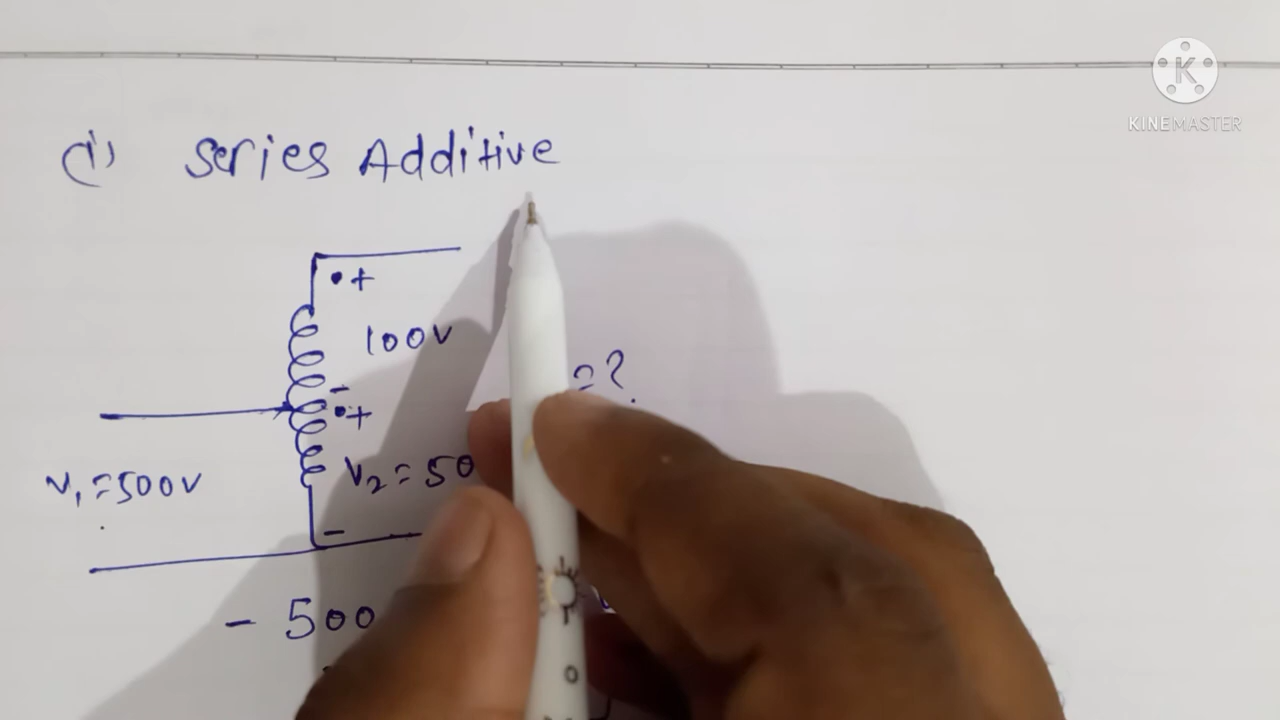 K
KINEMASTER
(i) Series Additive
•+
100V
= ?
-
•+
V₁ = 500V
V₂ = 50
-
- 500